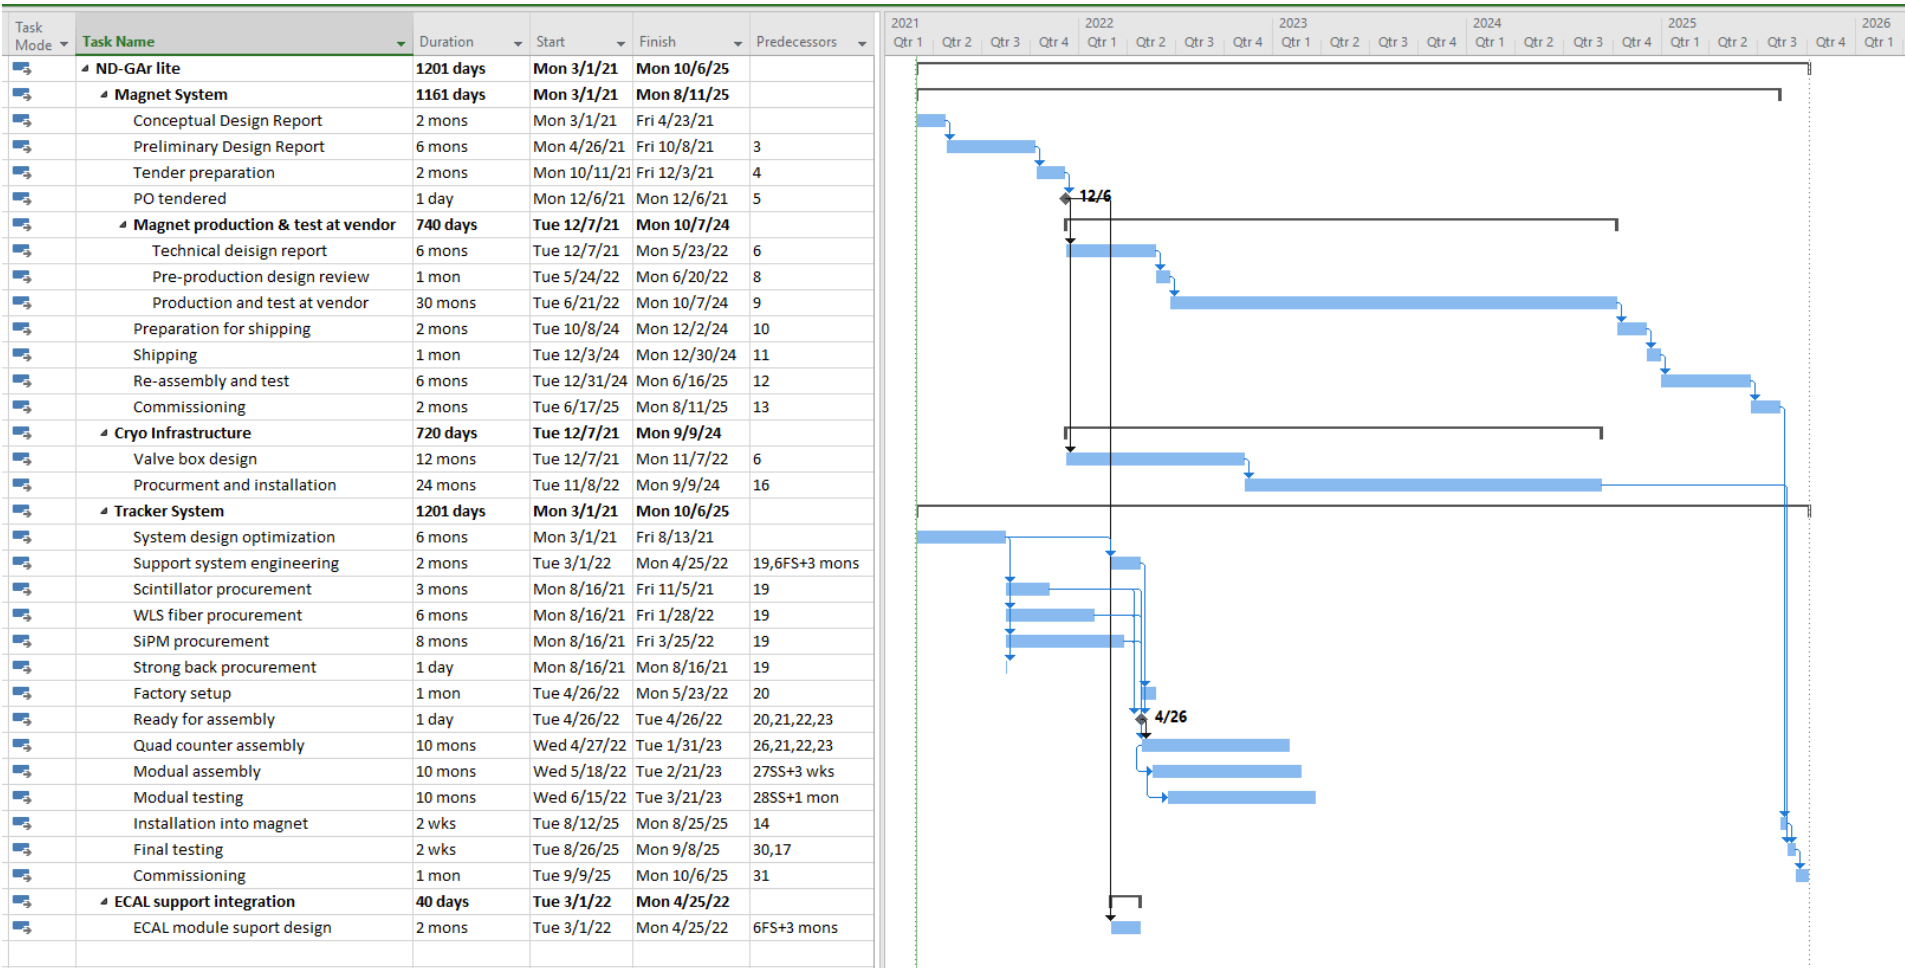 2021 2022 2023 2024 2025 2026
Task Mode Task Name Duration Start Finish Predecessors Qtr 1 Qtr 2 Qtr 3 Qtr 4 Qtr 1 Qtr 2 Qtr 3 Qtr 4 Qtr 1 Qtr 2 Qtr 3 Qtr 4 Qtr 1 Qtr 2 Qtr 3 Qtr 4 Qtr 1 Qtr 2 Qtr 3 Qtr 4 Qtr 1
ND-GAr lite 1201 days Mon 3/1/21 Mon 10/6/25
Magnet System 1161 days Mon 3/1/21 Mon 8/11/25
Conceptual Design Report 2 mons Mon 3/1/21 Fri 4/23/21
Preliminary Design Report 6 mons Mon 4/26/21 Fri 10/8/21 3
Tender preparation 2 mons Mon 10/11/21 Fri 12/3/21 4
PO tendered 1 day Mon 12/6/21 Mon 12/6/21 5 12/6
Magnet production & test at vendor 740 days Tue 12/7/21 Mon 10/7/24
Technical deisign report 6 mons Tue 12/7/21 Mon 5/23/22 6
Pre-production design review 1 mon Tue 5/24/22 Mon 6/20/22 8
Production and test at vendor 30 mons Tue 6/21/22 Mon 10/7/24 9
Preparation for shipping 2 mons Tue 10/8/24 Mon 12/2/24 10
Shipping 1 mon Tue 12/3/24 Mon 12/30/24 11
Re-assembly and test 6 mons Tue 12/31/24 Mon 6/16/25 12
Commissioning 2 mons Tue 6/17/25 Mon 8/11/25 13
Cryo Infrastructure 720 days Tue 12/7/21 Mon 9/9/24
Valve box design 12 mons Tue 12/7/21 Mon 11/7/22 6
Procurment and installation 24 mons Tue 11/8/22 Mon 9/9/24 16
Tracker System 1201 days Mon 3/1/21 Mon 10/6/25
System design optimization 6 mons Mon 3/1/21 Fri 8/13/21
Support system engineering 2 mons Tue 3/1/22 Mon 4/25/22 19,6FS+3 mons
Scintillator procurement 3 mons Mon 8/16/21 Fri 11/5/21 19
WLS fiber procurement 6 mons Mon 8/16/21 Fri 1/28/22 19
SiPM procurement 8 mons Mon 8/16/21 Fri 3/25/22 19
Strong back procurement 1 day Mon 8/16/21 Mon 8/16/21 19
Factory setup 1 mon Tue 4/26/22 Mon 5/23/22 20
Ready for assembly 1 day Tue 4/26/22 Tue 4/26/22 20,21,22,23 4/26
Quad counter assembly 10 mons Wed 4/27/22 Tue 1/31/23 26,21,22,23
Modual assembly 10 mons Wed 5/18/22 Tue 2/21/23 27SS+3 wks
Modual testing 10 mons Wed 6/15/22 Tue 3/21/23 28SS+1 mon
Installation into magnet 2 wks Tue 8/12/25 Mon 8/25/25 14
Final testing 2 wks Tue 8/26/25 Mon 9/8/25 30,17
Commissioning 1 mon Tue 9/9/25 Mon 10/6/25 31
ECAL support integration 40 days Tue 3/1/22 Mon 4/25/22
ECAL module suport design 2 mons Tue 3/1/22 Mon 4/25/22 6FS+3 mons